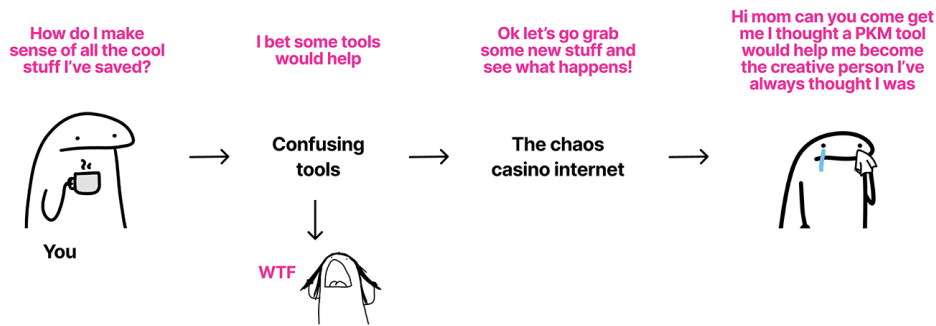 How do I make
sense of all the cool
stuff I've saved?
I bet some tools
would help
Ok let's go grab
some new stuff and
see what happens!
Hi mom can you come get
me I thought a PKM tool
would help me become
the creative person I've
always thought I was
Confusing
tools
The chaos
casino internet
You
WTF